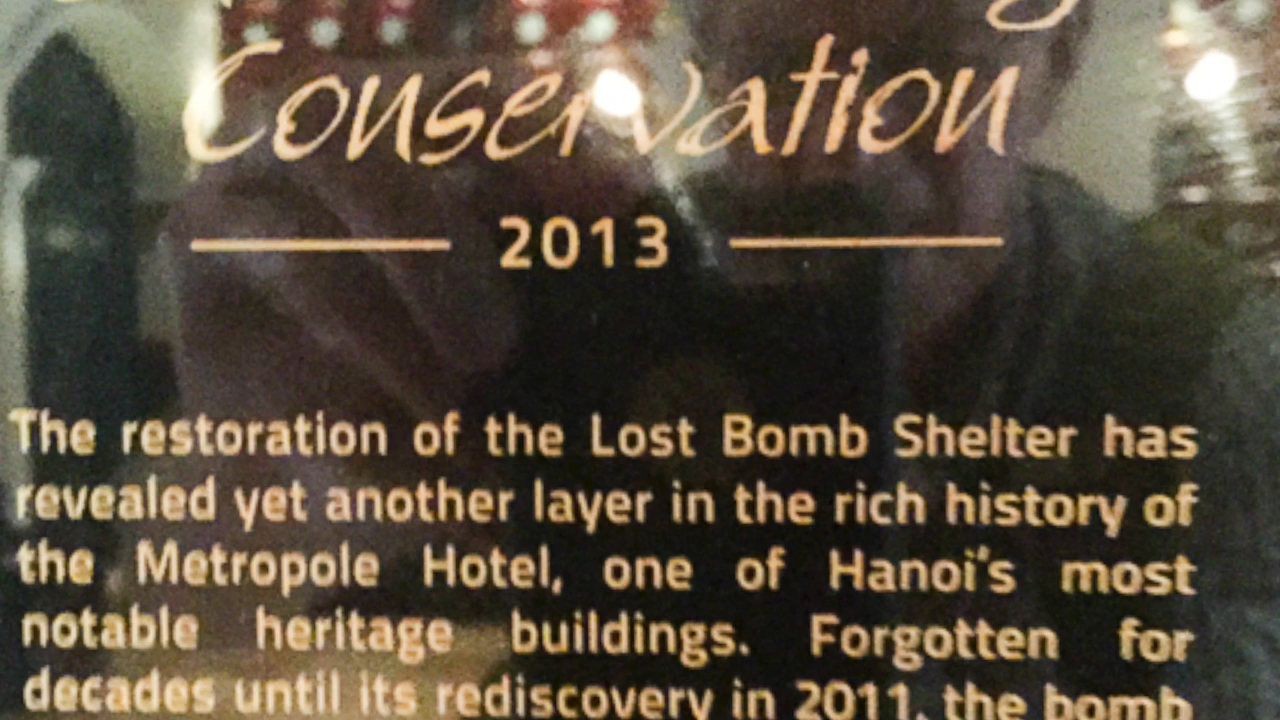 Conservation
2013
The restoration of the Lost Bomb Shelter has
revealed yet another layer in the rich history of
the Metropole Hotel, one of Hanoi's most
notable heritage buildings. Forgotten for
decades until its rediscovery in 2011, the bomb